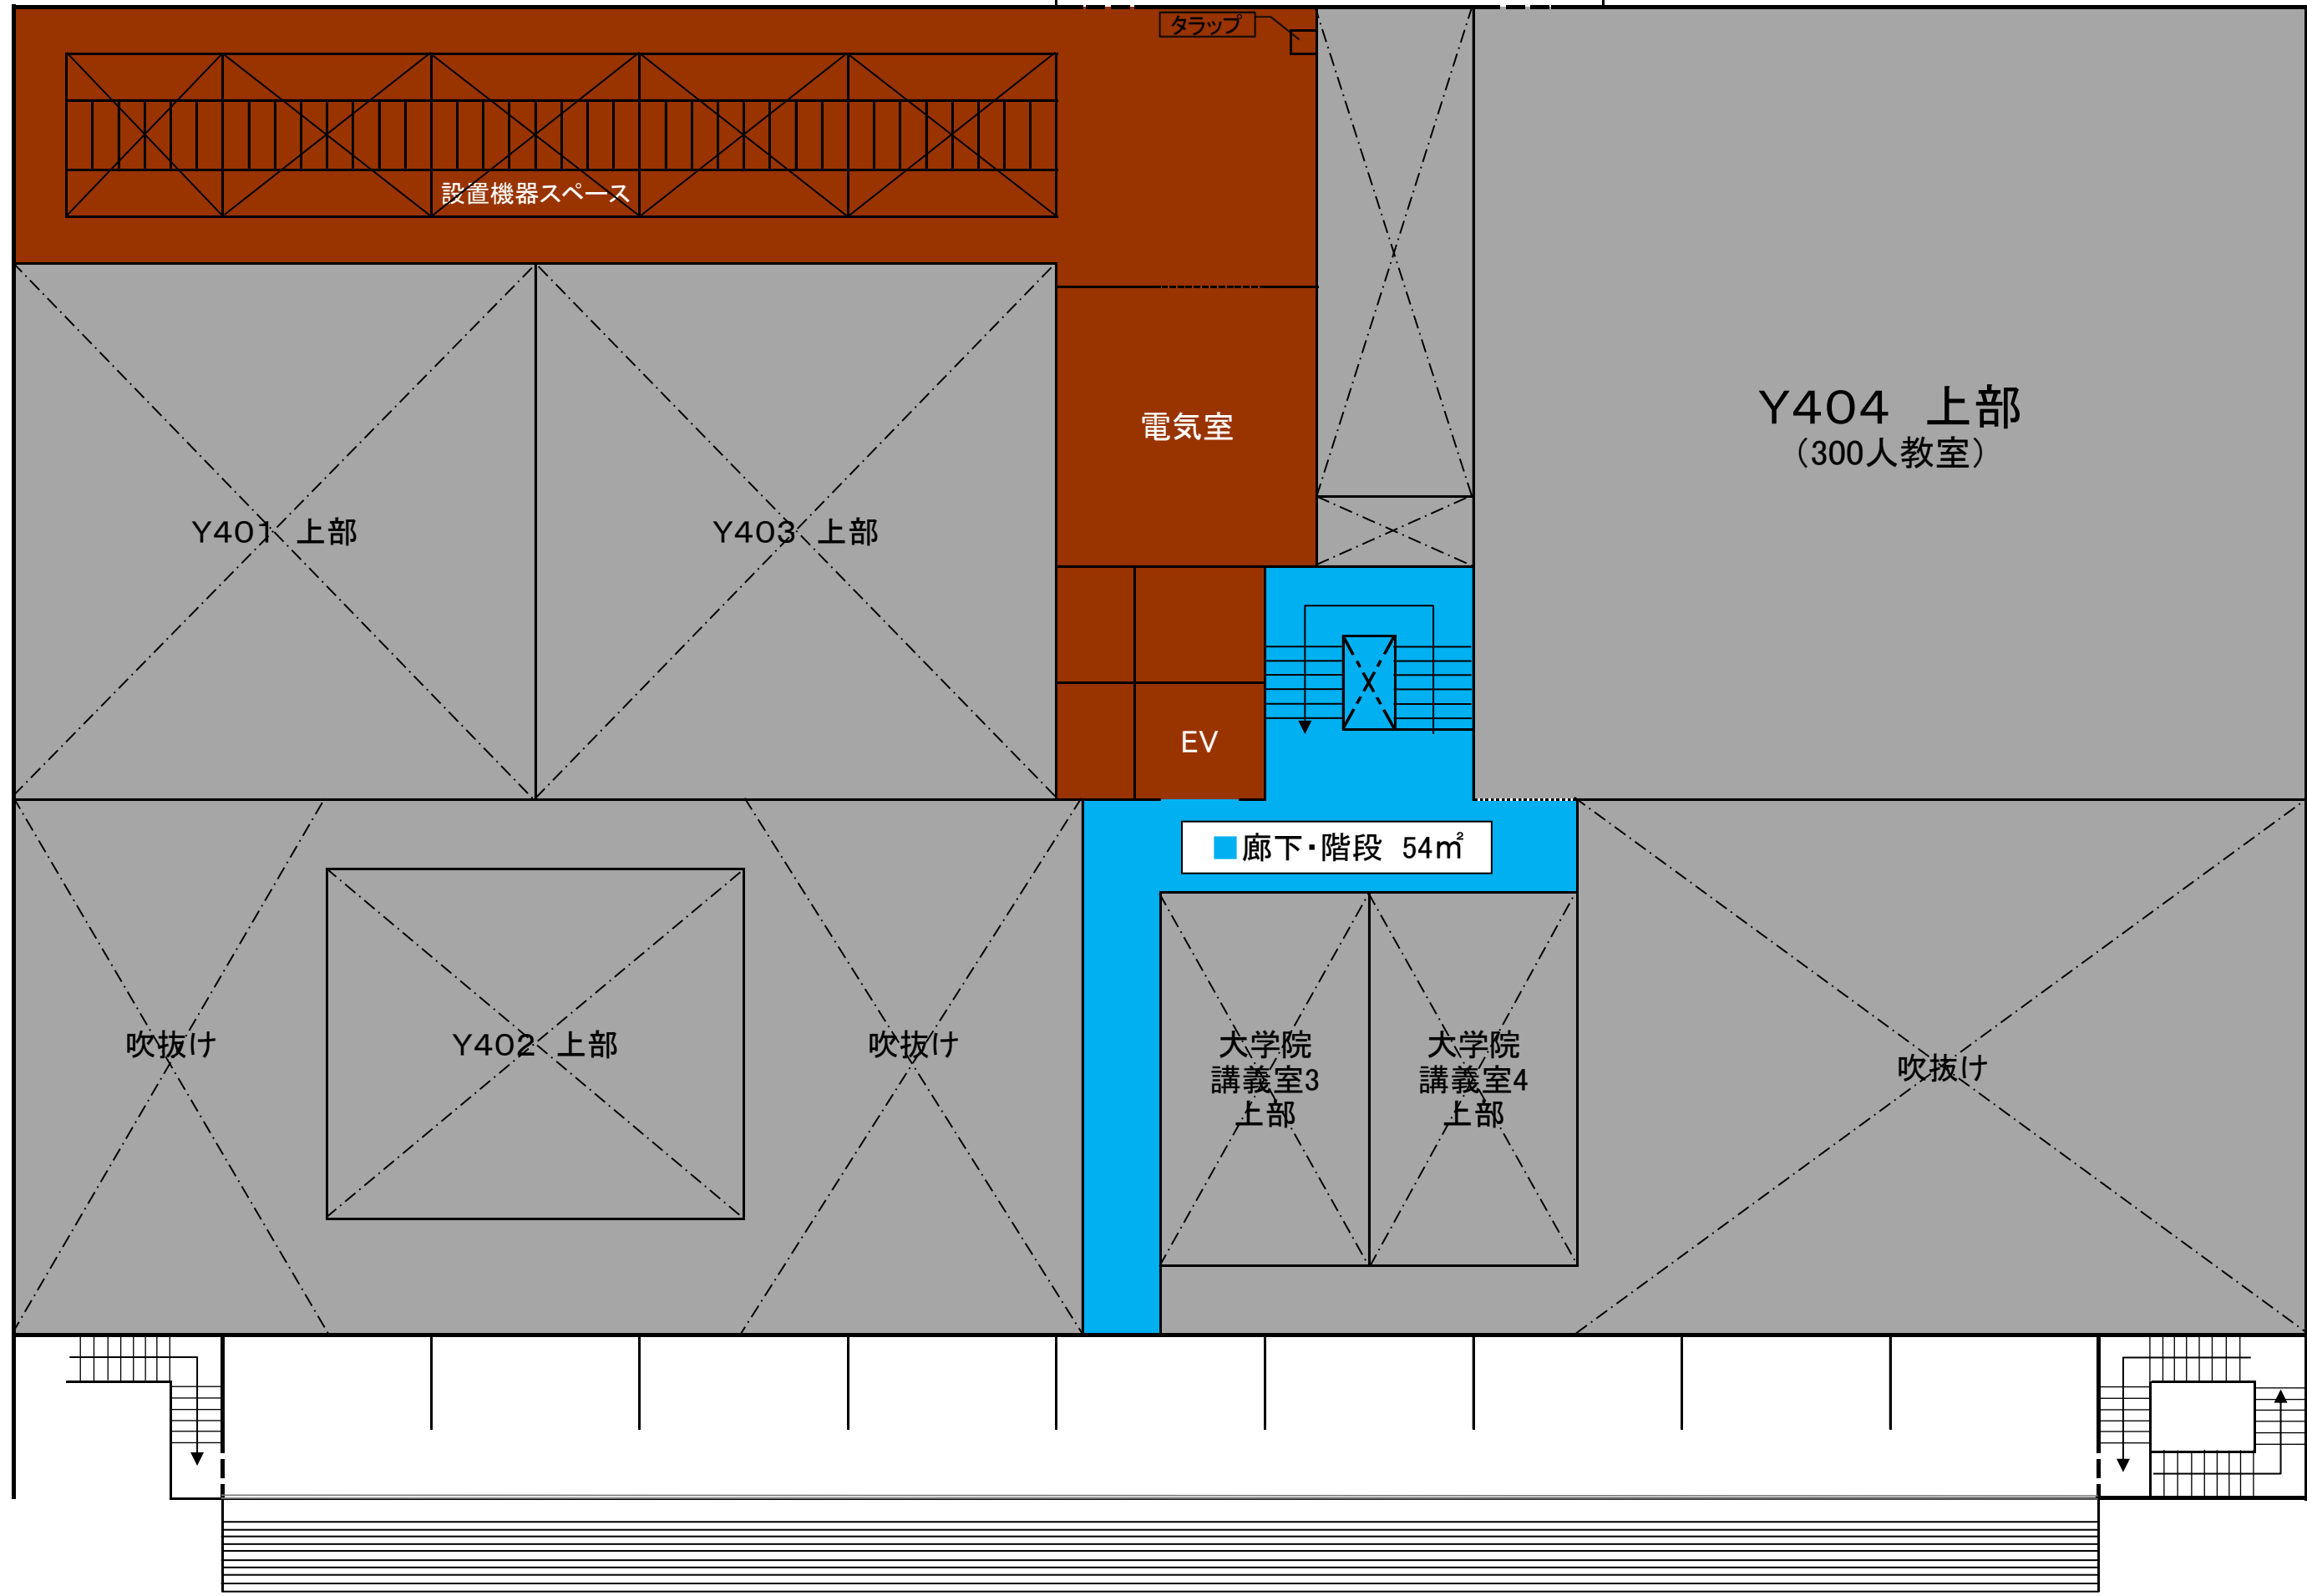 タラップ
設置機器スペース
電気室
Y404 上部
(300人教室)
Y401 上部
Y403 上部
EV
■廊下・階段 54㎡
吹抜け
Y402 上部
吹抜け
大学院
講義室3
上部
大学院
講義室4
上部
吹抜け